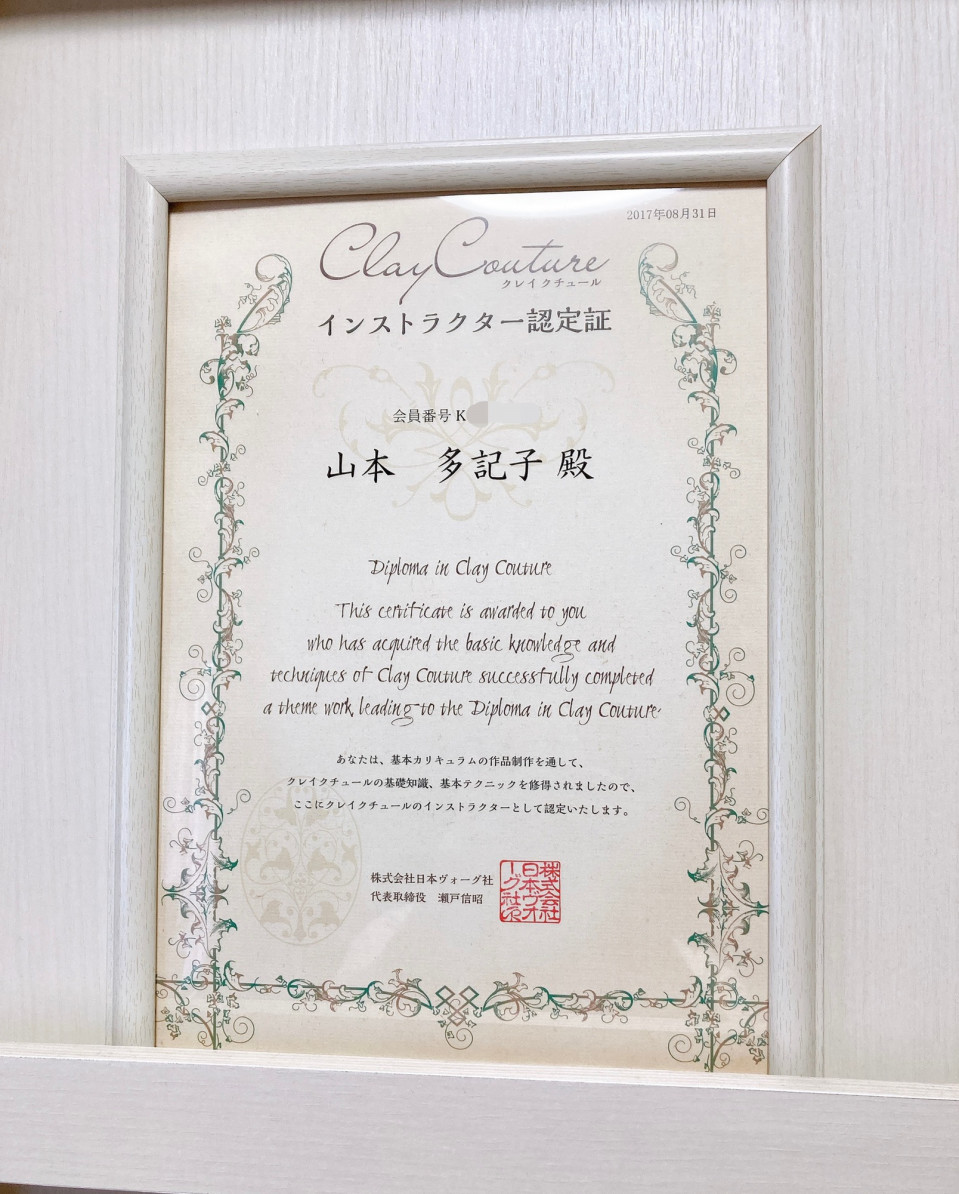 2017年08月31日
Clay Couture
クレイクチュール
インストラクター認定証
会員番号 K
山本 多記子 殿
Diploma in Clay Couture
This certificate is awarded to you
who has acquired the basic knowledge and
techniques of Clay Couture successfully completed
a theme work, leading to the Diploma in Clay Couture.
あなたは、基本カリキュラムの作品制作を通して、
クレイクチュールの基礎知識、基本テクニックを修得されましたので、
ここにクレイクチュールのインストラクターとして認定いたします。
株式会社日本ヴォーグ社
代表取締役 瀬戸信昭
株式会社
日本ヴォ
ーグ社印